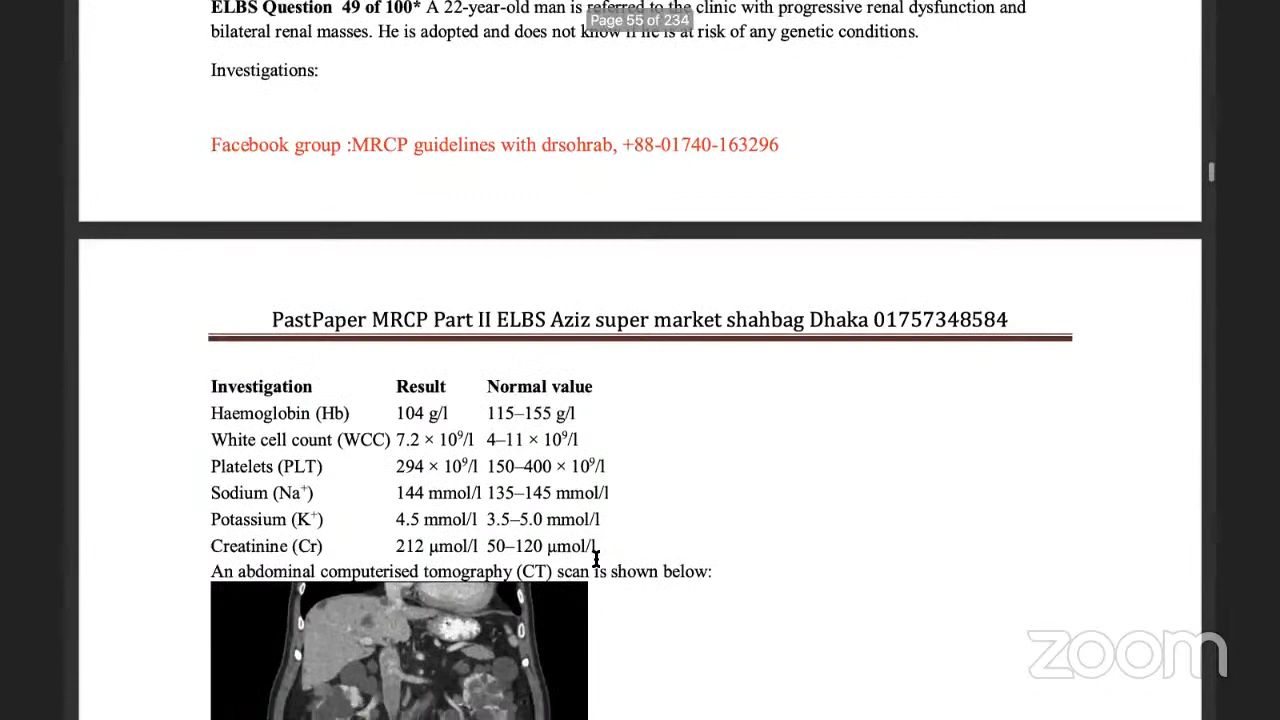 ELBS Question 49 of 100* A 22-year-old man is referred to the clinic with progressive renal dysfunction and
Page 55 of 234
bilateral renal masses. He is adopted and does not know if he is at risk of any genetic conditions.
Investigations:
Facebook group :MRCP guidelines with drsohrab, +88-01740-163296
PastPaper MRCP Part II ELBS Aziz super market shahbag Dhaka 01757348584
Investigation Result Normal value
Haemoglobin (Hb) 104 g/l 115–155 g/l
White cell count (WCC) 7.2 × 10⁹/l 4–11 × 10⁹/l
Platelets (PLT) 294 × 10⁹/l 150–400 × 10⁹/l
Sodium (Na⁺) 144 mmol/l 135–145 mmol/l
Potassium (K⁺) 4.5 mmol/l 3.5–5.0 mmol/l
Creatinine (Cr) 212 µmol/l 50–120 µmol/l
An abdominal computerised tomography (CT) scan is shown below:
zoom